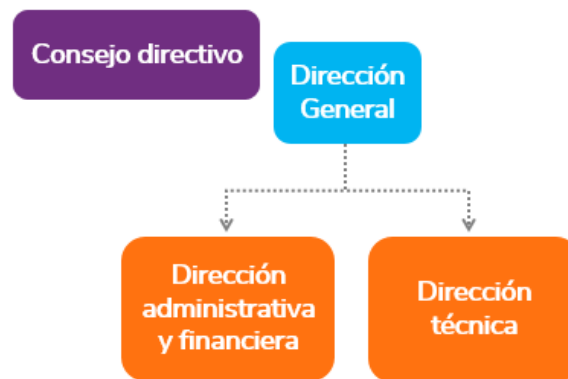 Consejo directivo
Dirección
General
Dirección
administrativa
y financiera
Dirección
técnica